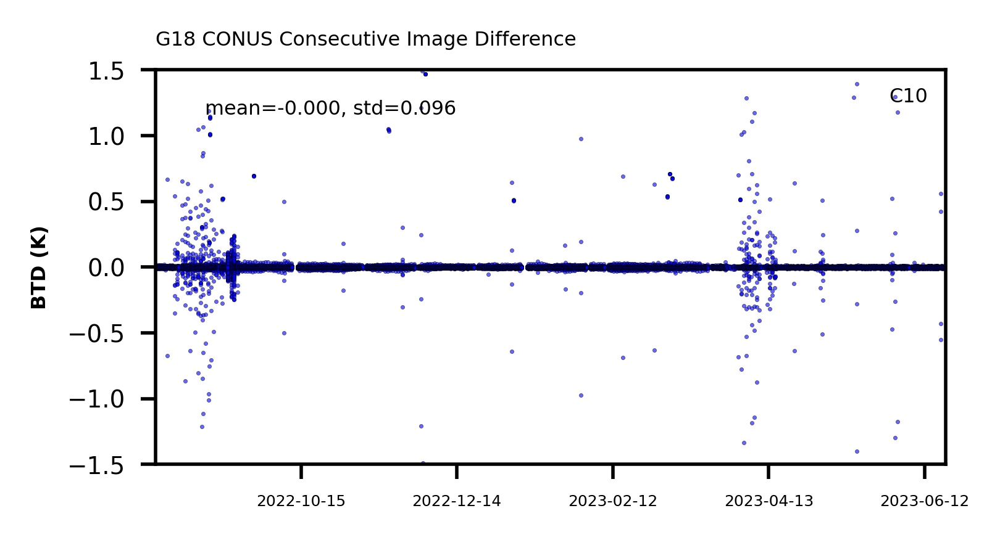 G18 CONUS Consecutive Image Difference
1.5
C10
mean=-0.000, std=0.096
1.0
0.5
0.0
−0.5
−1.0
−1.5
BTD (K)
2022-10-15 2022-12-14 2023-02-12 2023-04-13 2023-06-12